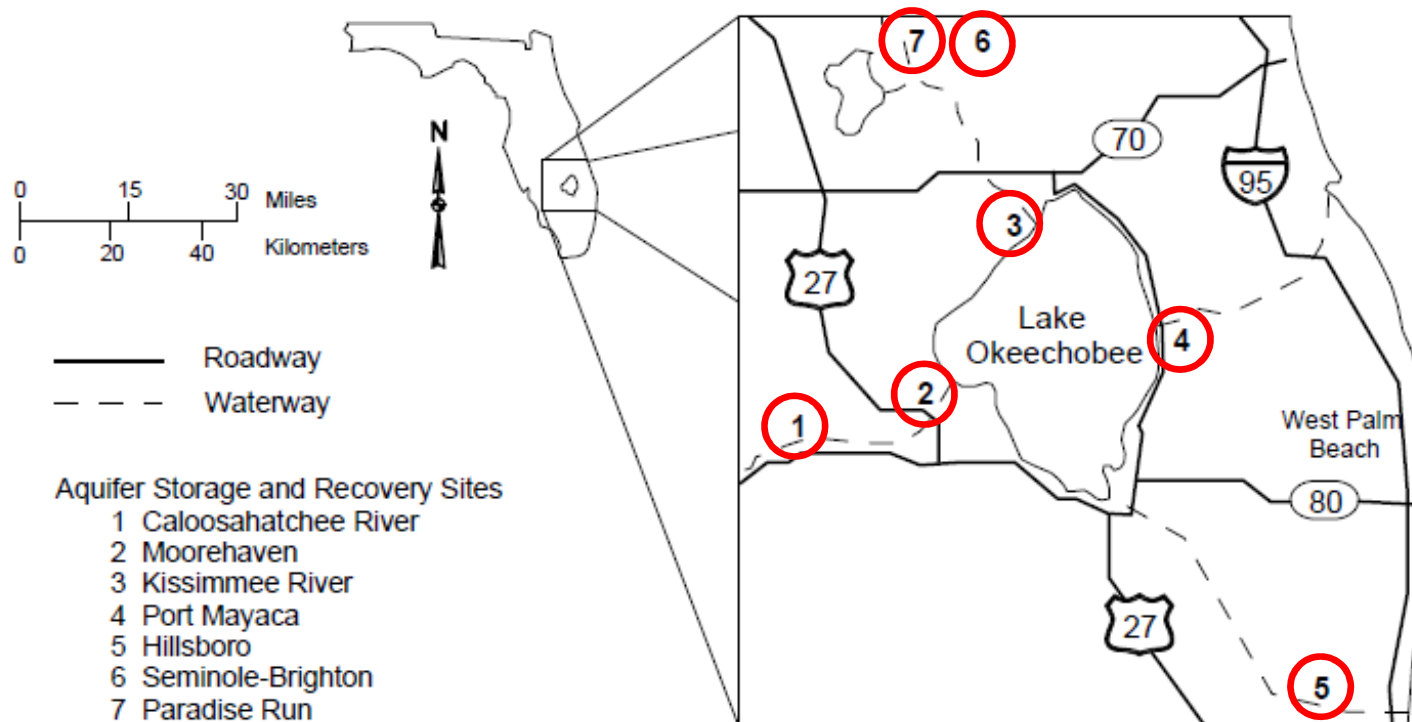 N
0 15 30 Miles
0 20 40 Kilometers
Roadway
Waterway
Aquifer Storage and Recovery Sites
1 Caloosahatchee River
2 Moorehaven
3 Kissimmee River
4 Port Mayaca
5 Hillsboro
6 Seminole-Brighton
7 Paradise Run
7 6
70
95
3
27
Lake
Okeechobee
4
2
1
West Palm
Beach
80
27
5